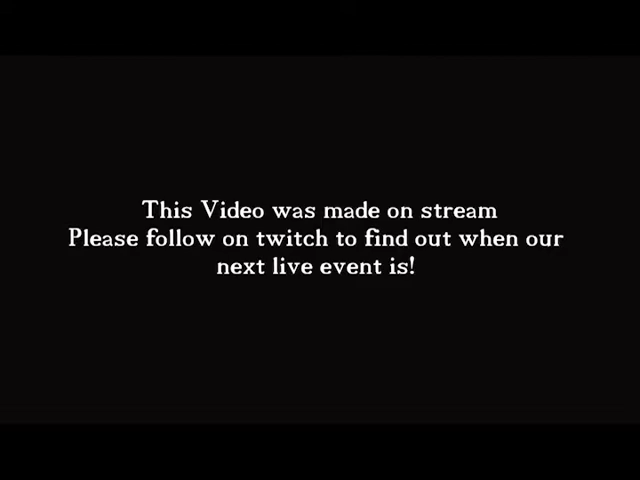 This Video was made on stream
Please follow on twitch to find out when our
next live event is!